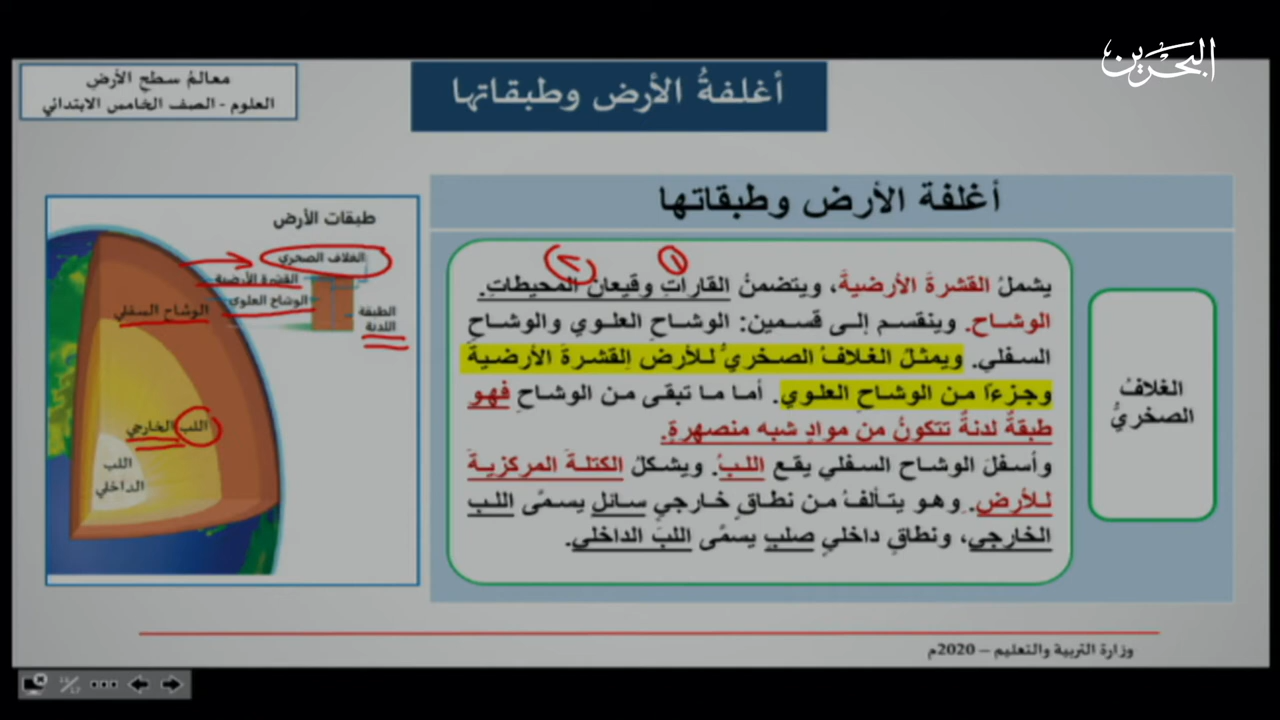 البحرين
معالمُ سطحِ الأرضِ
العلوم - الصف الخامس الابتدائي
أغلفةُ الأرض وطبقاتها
أغلفة الأرض وطبقاتها
الغلافُ
الصخريُّ
يشملُ القشرةَ الأرضيةَ، ويتضمنُ القاراتِ وقيعانَ المحيطاتِ.
الوشاح. وينقسم إلى قسمين: الوشاحِ العلوي والوشاحِ
السفلي. ويمثلُ الغلافُ الصخريُّ للأرضِ القشرةَ الأرضيةَ
وجزءًا من الوشاحِ العلوي. أما ما تبقى من الوشاحِ فهو
طبقةٌ لدنةٌ تتكونُ من موادٍ شبه منصهرةٍ.
وأسفلَ الوشاحِ السفلي يقع اللبُ. ويشكلُ الكتلةَ المركزيةَ
للأرضِ. وهو يتألفُ من نطاقٍ خارجيٍ سائلٍ يسمَّى اللبَ
الخارجي، ونطاقٍ داخليٍ صلبٍ يسمَّى اللبَ الداخلي.
طبقات الأرض
الغلاف الصخري
القشرة الأرضية
الوشاح العلوي
الطبقة
اللدنة
الوشاح السفلي
اللب الخارجي
اللب
الداخلي
وزارة التربية والتعليم – 2020م